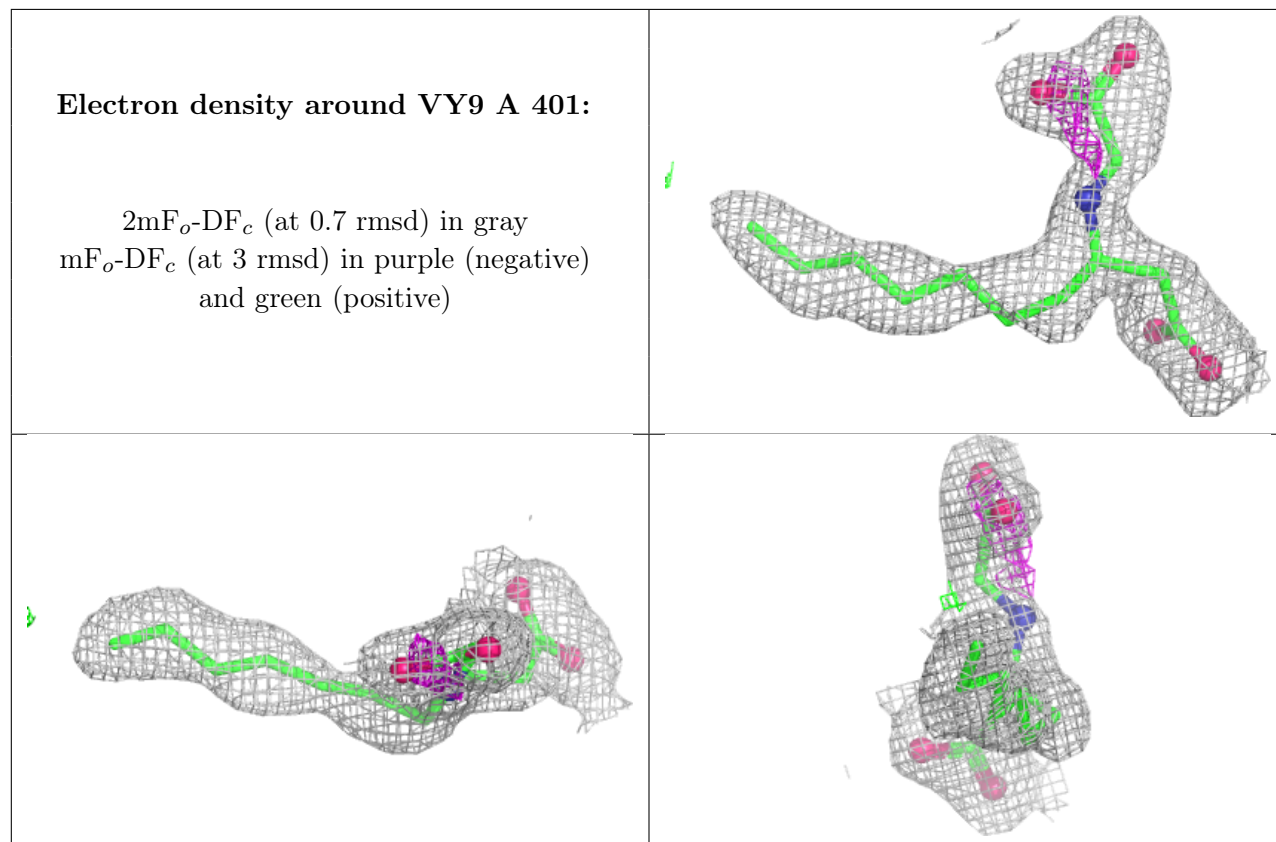 Electron density around VY9 A 401:
2mFo-DFc (at 0.7 rmsd) in gray
mFo-DFc (at 3 rmsd) in purple (negative)
and green (positive)